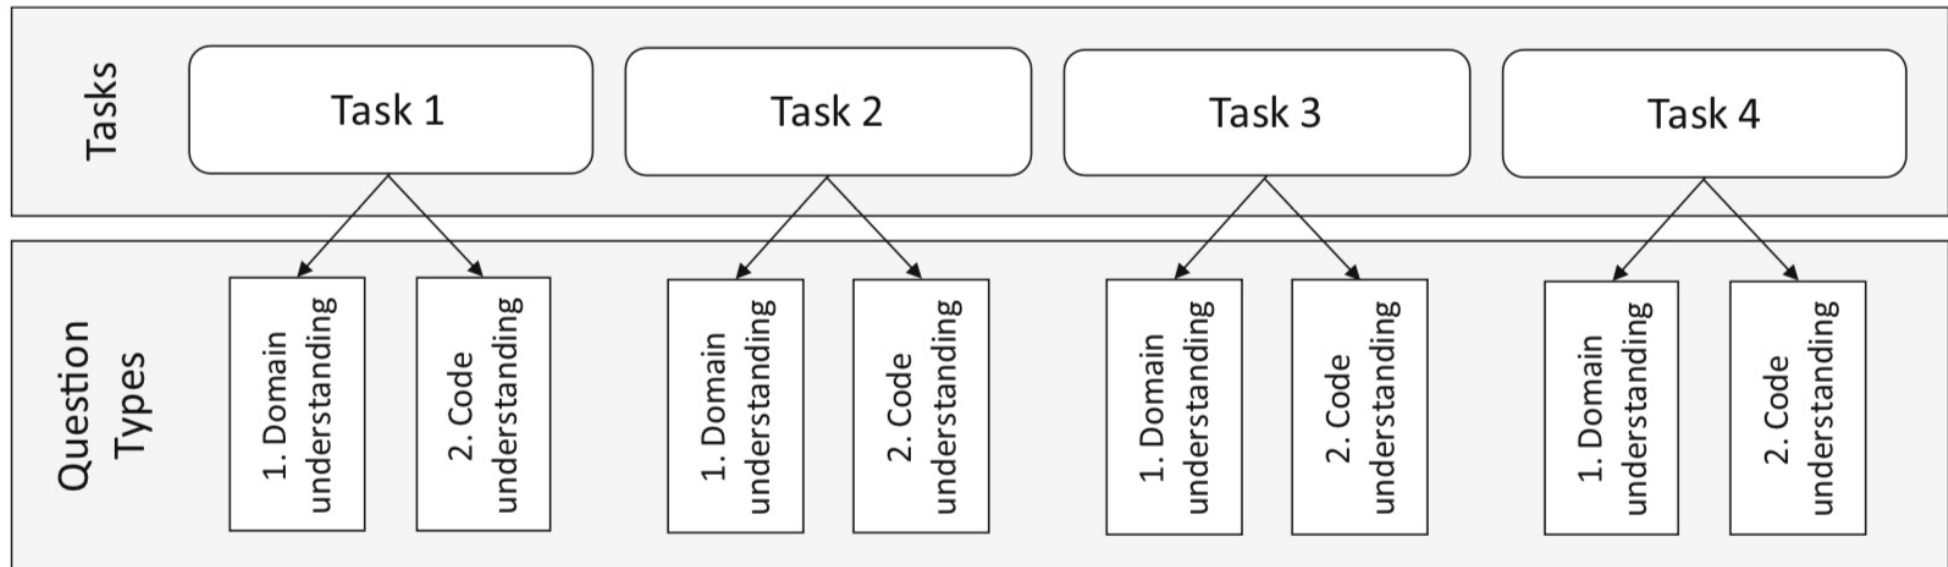 Tasks
Task 1
Task 2
Task 3
Task 4
Question
Types
1. Domain
understanding
2. Code
understanding
1. Domain
understanding
2. Code
understanding
1. Domain
understanding
2. Code
understanding
1. Domain
understanding
2. Code
understanding